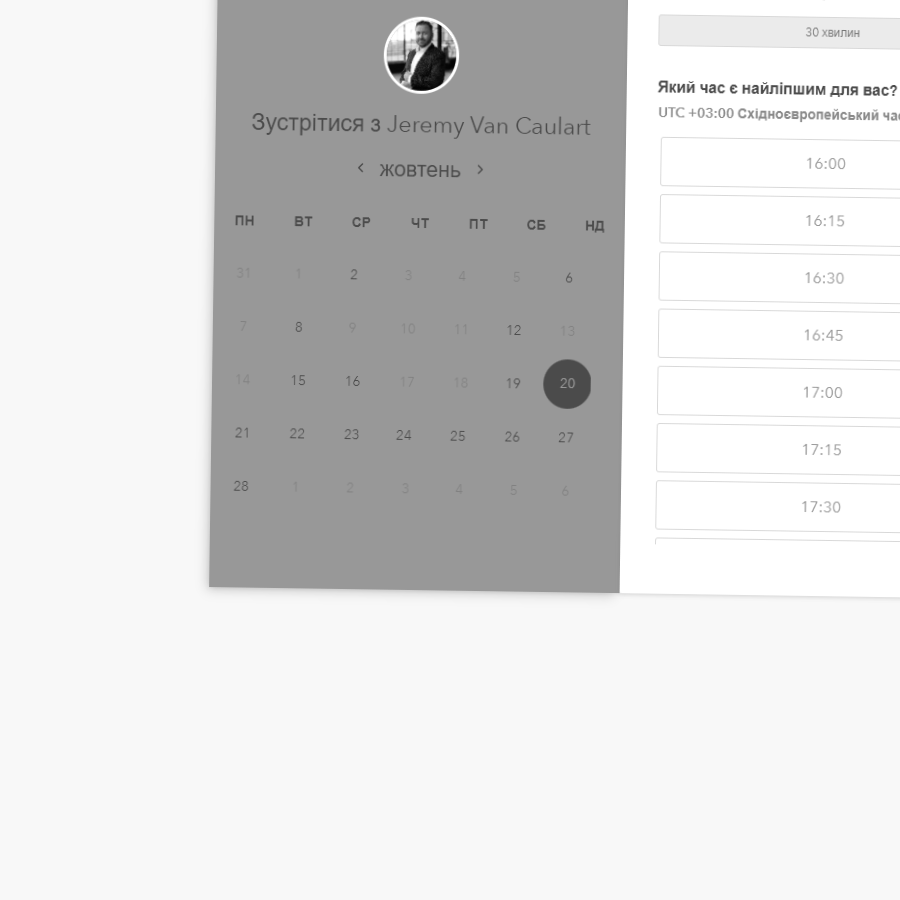 Зустрітися з Jeremy Van Caulart
‹ жовтень ›
ПН ВТ СР ЧТ ПТ СБ НД
31 1 2 3 4 5 6
7 8 9 10 11 12 13
14 15 16 17 18 19 20
21 22 23 24 25 26 27
28 1 2 3 4 5 6
30 хвилин
Який час є найліпшим для вас?
UTC +03:00 Східноєвропейський
16:00
16:15
16:30
16:45
17:00
17:15
17:30